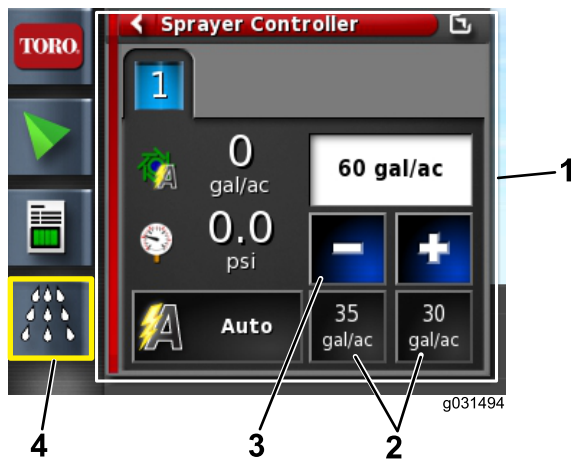 TORO.
Sprayer Controller
1
0
gal/ac
60 gal/ac
0.0
psi
-
+
A
Auto
35
gal/ac
30
gal/ac
1
g031494
4
3
2